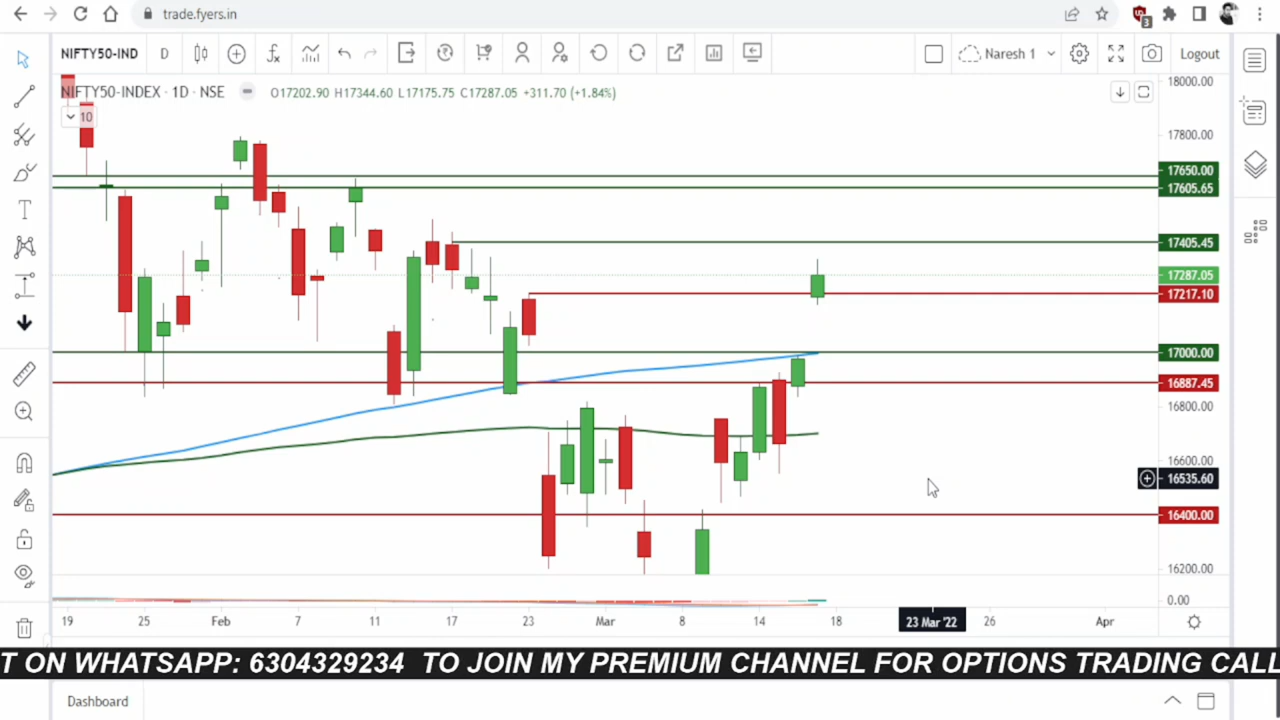 trade.fyers.in
3
NIFTY50-IND D Naresh 1 Logout
NIFTY50-INDEX · 1D · NSE O17202.90 H17344.60 L17175.75 C17287.05 +311.70 (+1.84%)
10
18000.00
17800.00
17650.00
17605.65
17405.45
17287.05
17217.10
17000.00
16887.45
16800.00
16600.00
16535.60
16400.00
16200.00
0.00
19 25 Feb 7 11 17 23 Mar 8 14 18 23 Mar '22 26 Apr
T ON WHATSAPP: 6304329234 TO JOIN MY PREMIUM CHANNEL FOR OPTIONS TRADING CALL
Dashboard